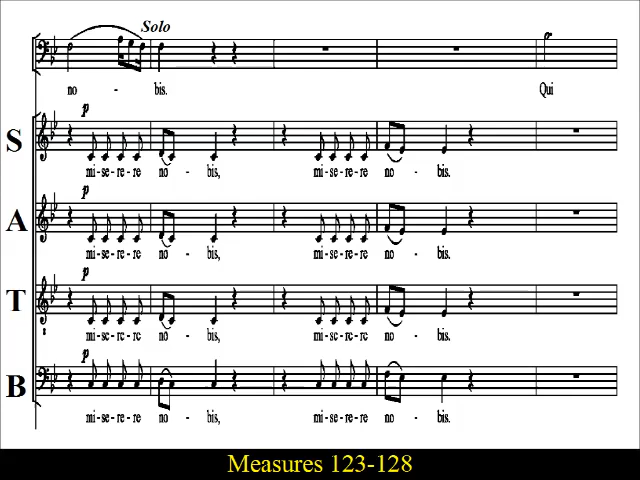 Solo
no - bis. Qui
p
S
mi-se-re-re no - bis, mi-se-re-re no - bis.
p
A
mi-se-re-re no - bis, mi-se-re-re no - bis.
p
T
mi-se-re-re no - bis, mi-se-re-re no - bis.
p
B
mi-se-re-re no - bis, mi-se-re-re no - bis.
Measures 123-128